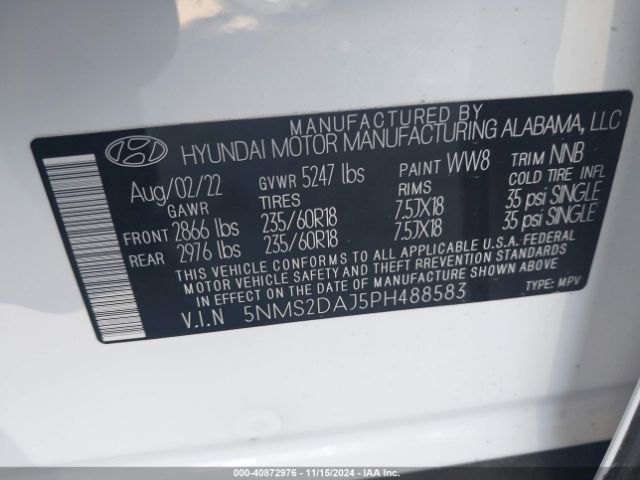 MANUFACTURED BY
HYUNDAI MOTOR MANUFACTURING ALABAMA, LLC
Aug/02/22 GVWR 5247 lbs PAINT WW8 TRIM NNB
GAWR TIRES RIMS COLD TIRE INFL
FRONT 2866 lbs 235/60R18 7.5JX18 35 psi SINGLE
REAR 2976 lbs 235/60R18 7.5JX18 35 psi SINGLE
THIS VEHICLE CONFORMS TO ALL APPLICABLE U.S.A. FEDERAL
MOTOR VEHICLE SAFETY AND THEFT PREVENTION STANDARDS
IN EFFECT ON THE DATE OF MANUFACTURE SHOWN ABOVE.
V.I.N 5NMS2DAJ5PH488583 TYPE: MPV
000-40872976 - 11/15/2024 - IAAI.COM